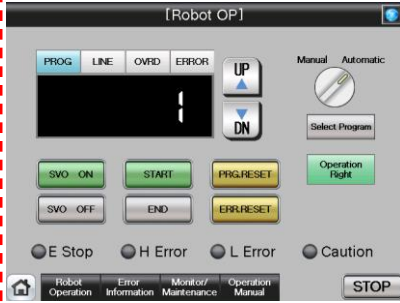 [Robot OP]
PROG LINE OVRD ERROR
1
UP
DN
Manual Automatic
Select Program
Operation
Right
SVO ON START PRG.RESET
SVO OFF END ERR.RESET
E Stop H Error L Error Caution
Robot
Operation
Error
Information
Monitor/
Maintenance
Operation
Manual
STOP